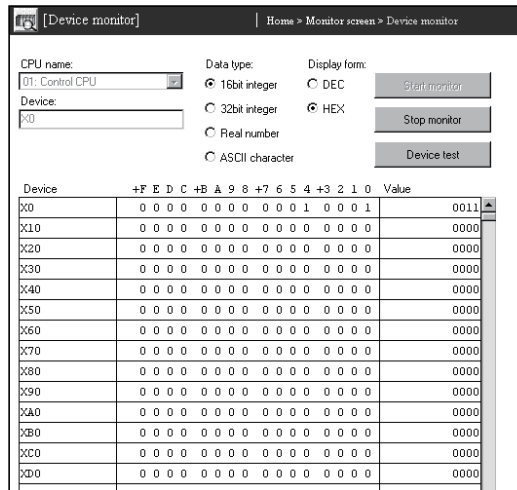 [Device monitor]
Home > Monitor screen > Device monitor
CPU name: Data type: Display form:
01: Control CPU 16bit integer DEC Start monitor
Device: 32bit integer HEX
X0 Real number Stop monitor
ASCII character Device test
Device +F E D C +B A 9 8 +7 6 5 4 +3 2 1 0 Value
X0 0 0 0 0 0 0 0 0 0 0 0 1 0 0 0 1 0011
X10 0 0 0 0 0 0 0 0 0 0 0 0 0 0 0 0 0000
X20 0 0 0 0 0 0 0 0 0 0 0 0 0 0 0 0 0000
X30 0 0 0 0 0 0 0 0 0 0 0 0 0 0 0 0 0000
X40 0 0 0 0 0 0 0 0 0 0 0 0 0 0 0 0 0000
X50 0 0 0 0 0 0 0 0 0 0 0 0 0 0 0 0 0000
X60 0 0 0 0 0 0 0 0 0 0 0 0 0 0 0 0 0000
X70 0 0 0 0 0 0 0 0 0 0 0 0 0 0 0 0 0000
X80 0 0 0 0 0 0 0 0 0 0 0 0 0 0 0 0 0000
X90 0 0 0 0 0 0 0 0 0 0 0 0 0 0 0 0 0000
XA0 0 0 0 0 0 0 0 0 0 0 0 0 0 0 0 0 0000
XB0 0 0 0 0 0 0 0 0 0 0 0 0 0 0 0 0 0000
XC0 0 0 0 0 0 0 0 0 0 0 0 0 0 0 0 0 0000
XD0 0 0 0 0 0 0 0 0 0 0 0 0 0 0 0 0 0000